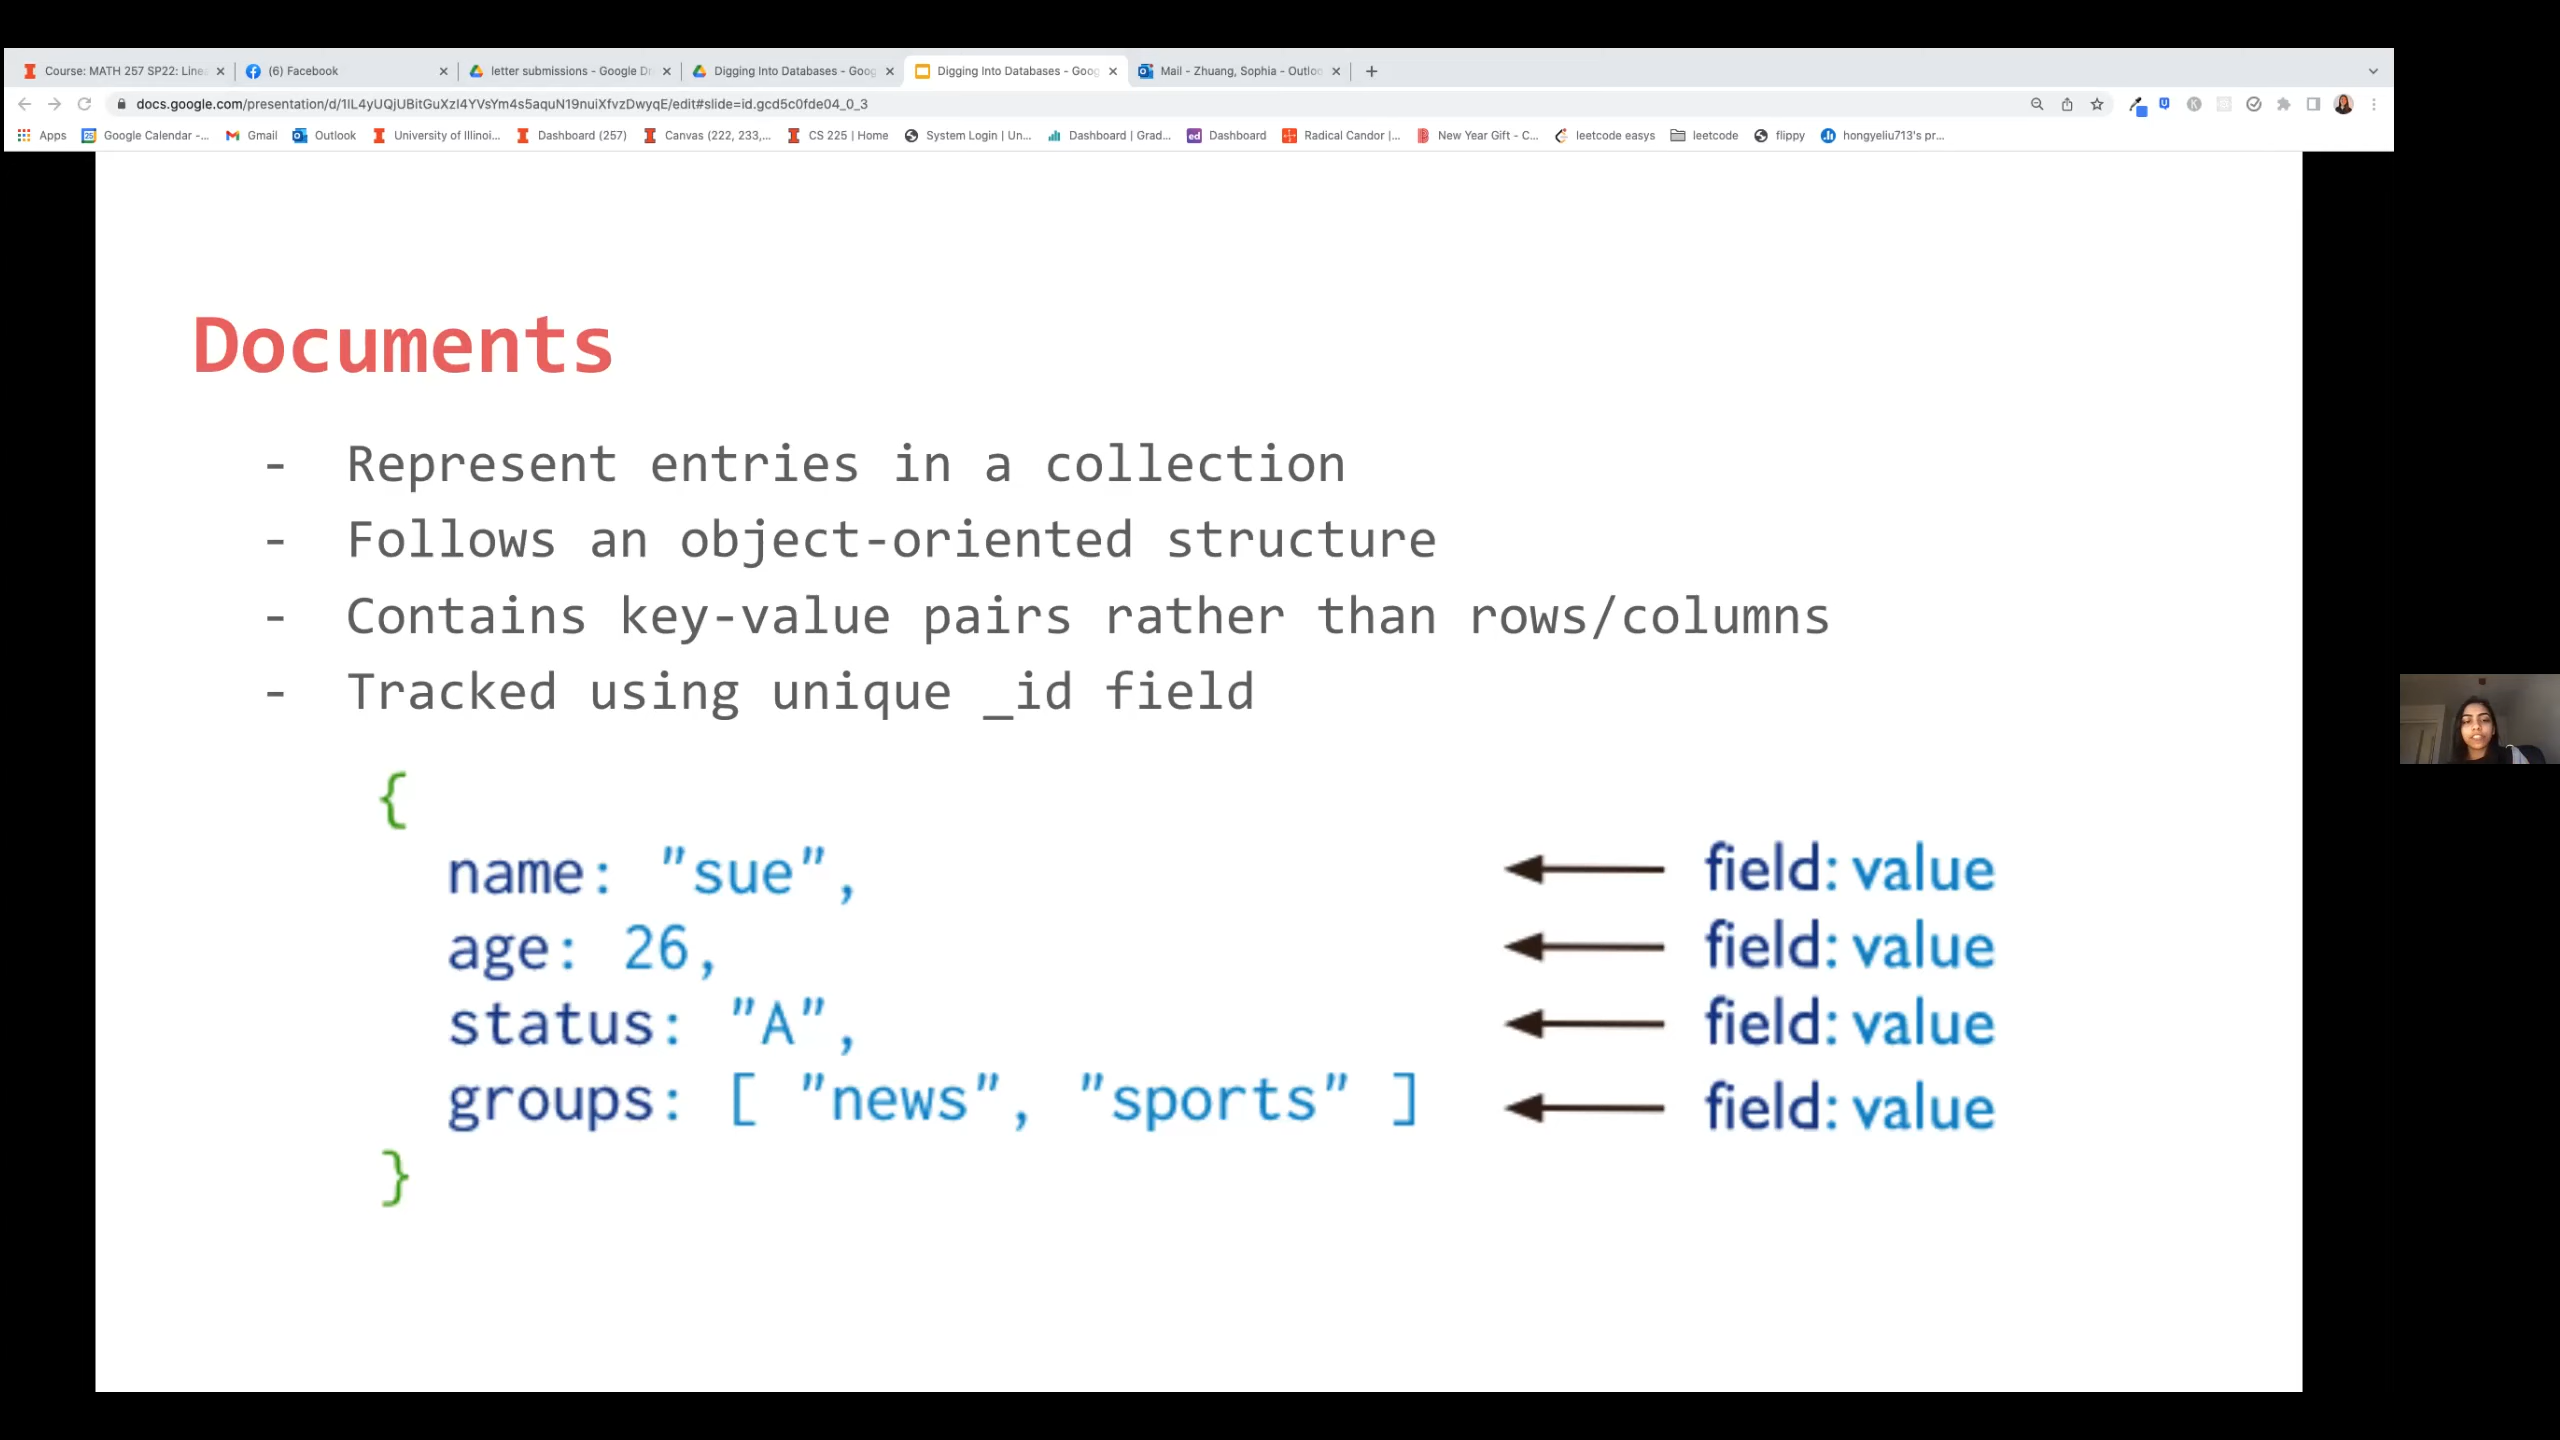 Course: MATH 257 SP22: Line
(6) Facebook
letter submissions - Google Dr
Digging Into Databases - Goog
Digging Into Databases - Goog
Mail - Zhuang, Sophia - Outloo
docs.google.com/presentation/d/1lL4yUQjUBitGuXzI4YVsYm4s5aquN19nuiXfvzDwyqE/edit#slide=id.gcd5c0fde04_0_3
Apps
Google Calendar -...
Gmail
Outlook
University of Illinoi...
Dashboard (257)
Canvas (222, 233,...
CS 225 | Home
System Login | Un...
Dashboard | Grad...
Dashboard
Radical Candor |...
New Year Gift - C...
leetcode easys
leetcode
flippy
hongyeliu713's pr...
Documents
- Represent entries in a collection
- Follows an object-oriented structure
- Contains key-value pairs rather than rows/columns
- Tracked using unique _id field
{
name: "sue", field: value
age: 26, field: value
status: "A", field: value
groups: [ "news", "sports" ] field: value
}